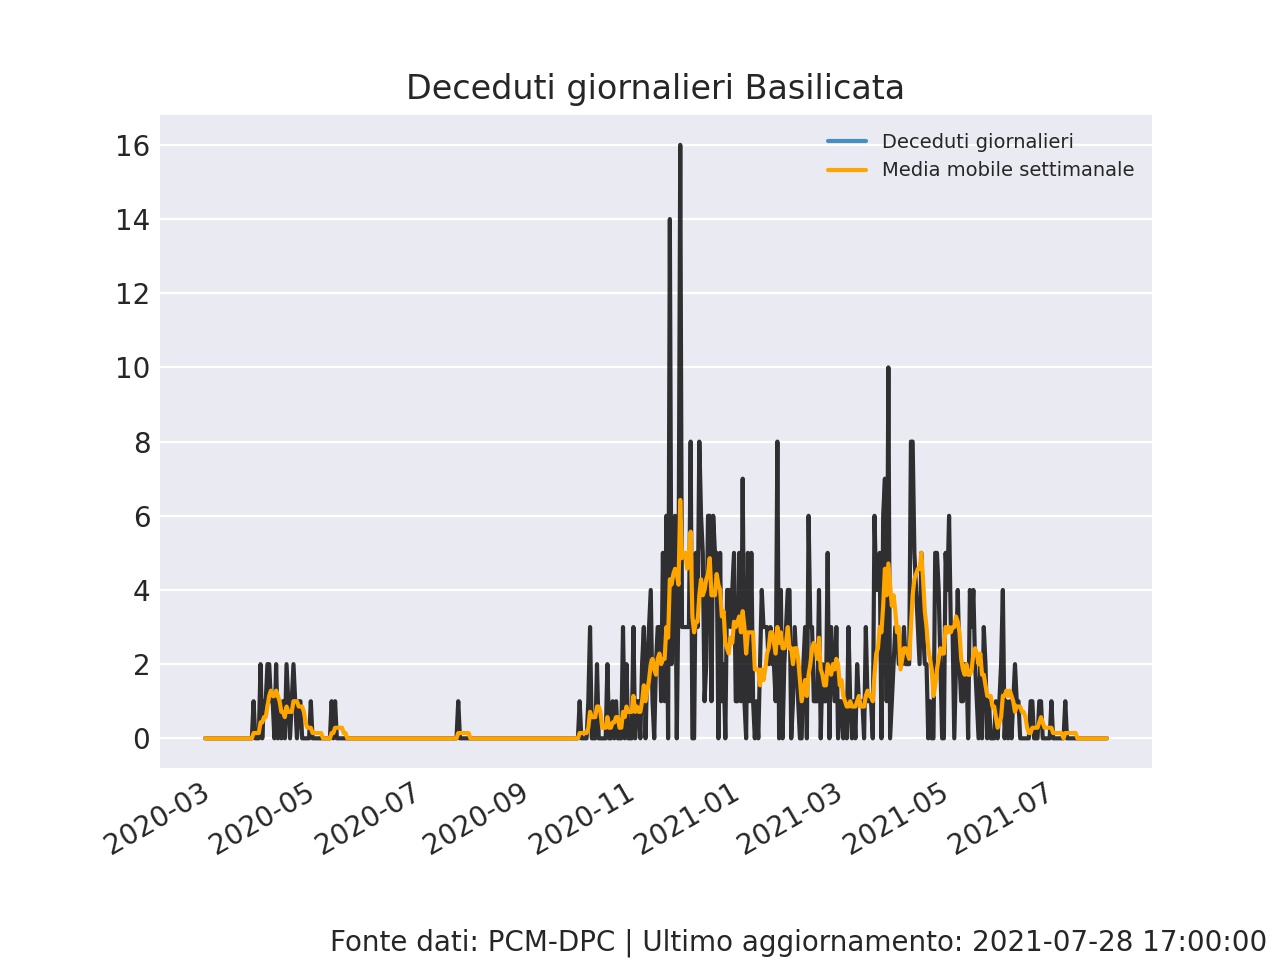 Deceduti giornalieri Basilicata
Deceduti giornalieri
Media mobile settimanale
16
14
12
10
8
6
4
2
0
2020-03 2020-05 2020-07 2020-09 2020-11 2021-01 2021-03 2021-05 2021-07
Fonte dati: PCM-DPC | Ultimo aggiornamento: 2021-07-28 17:00:00